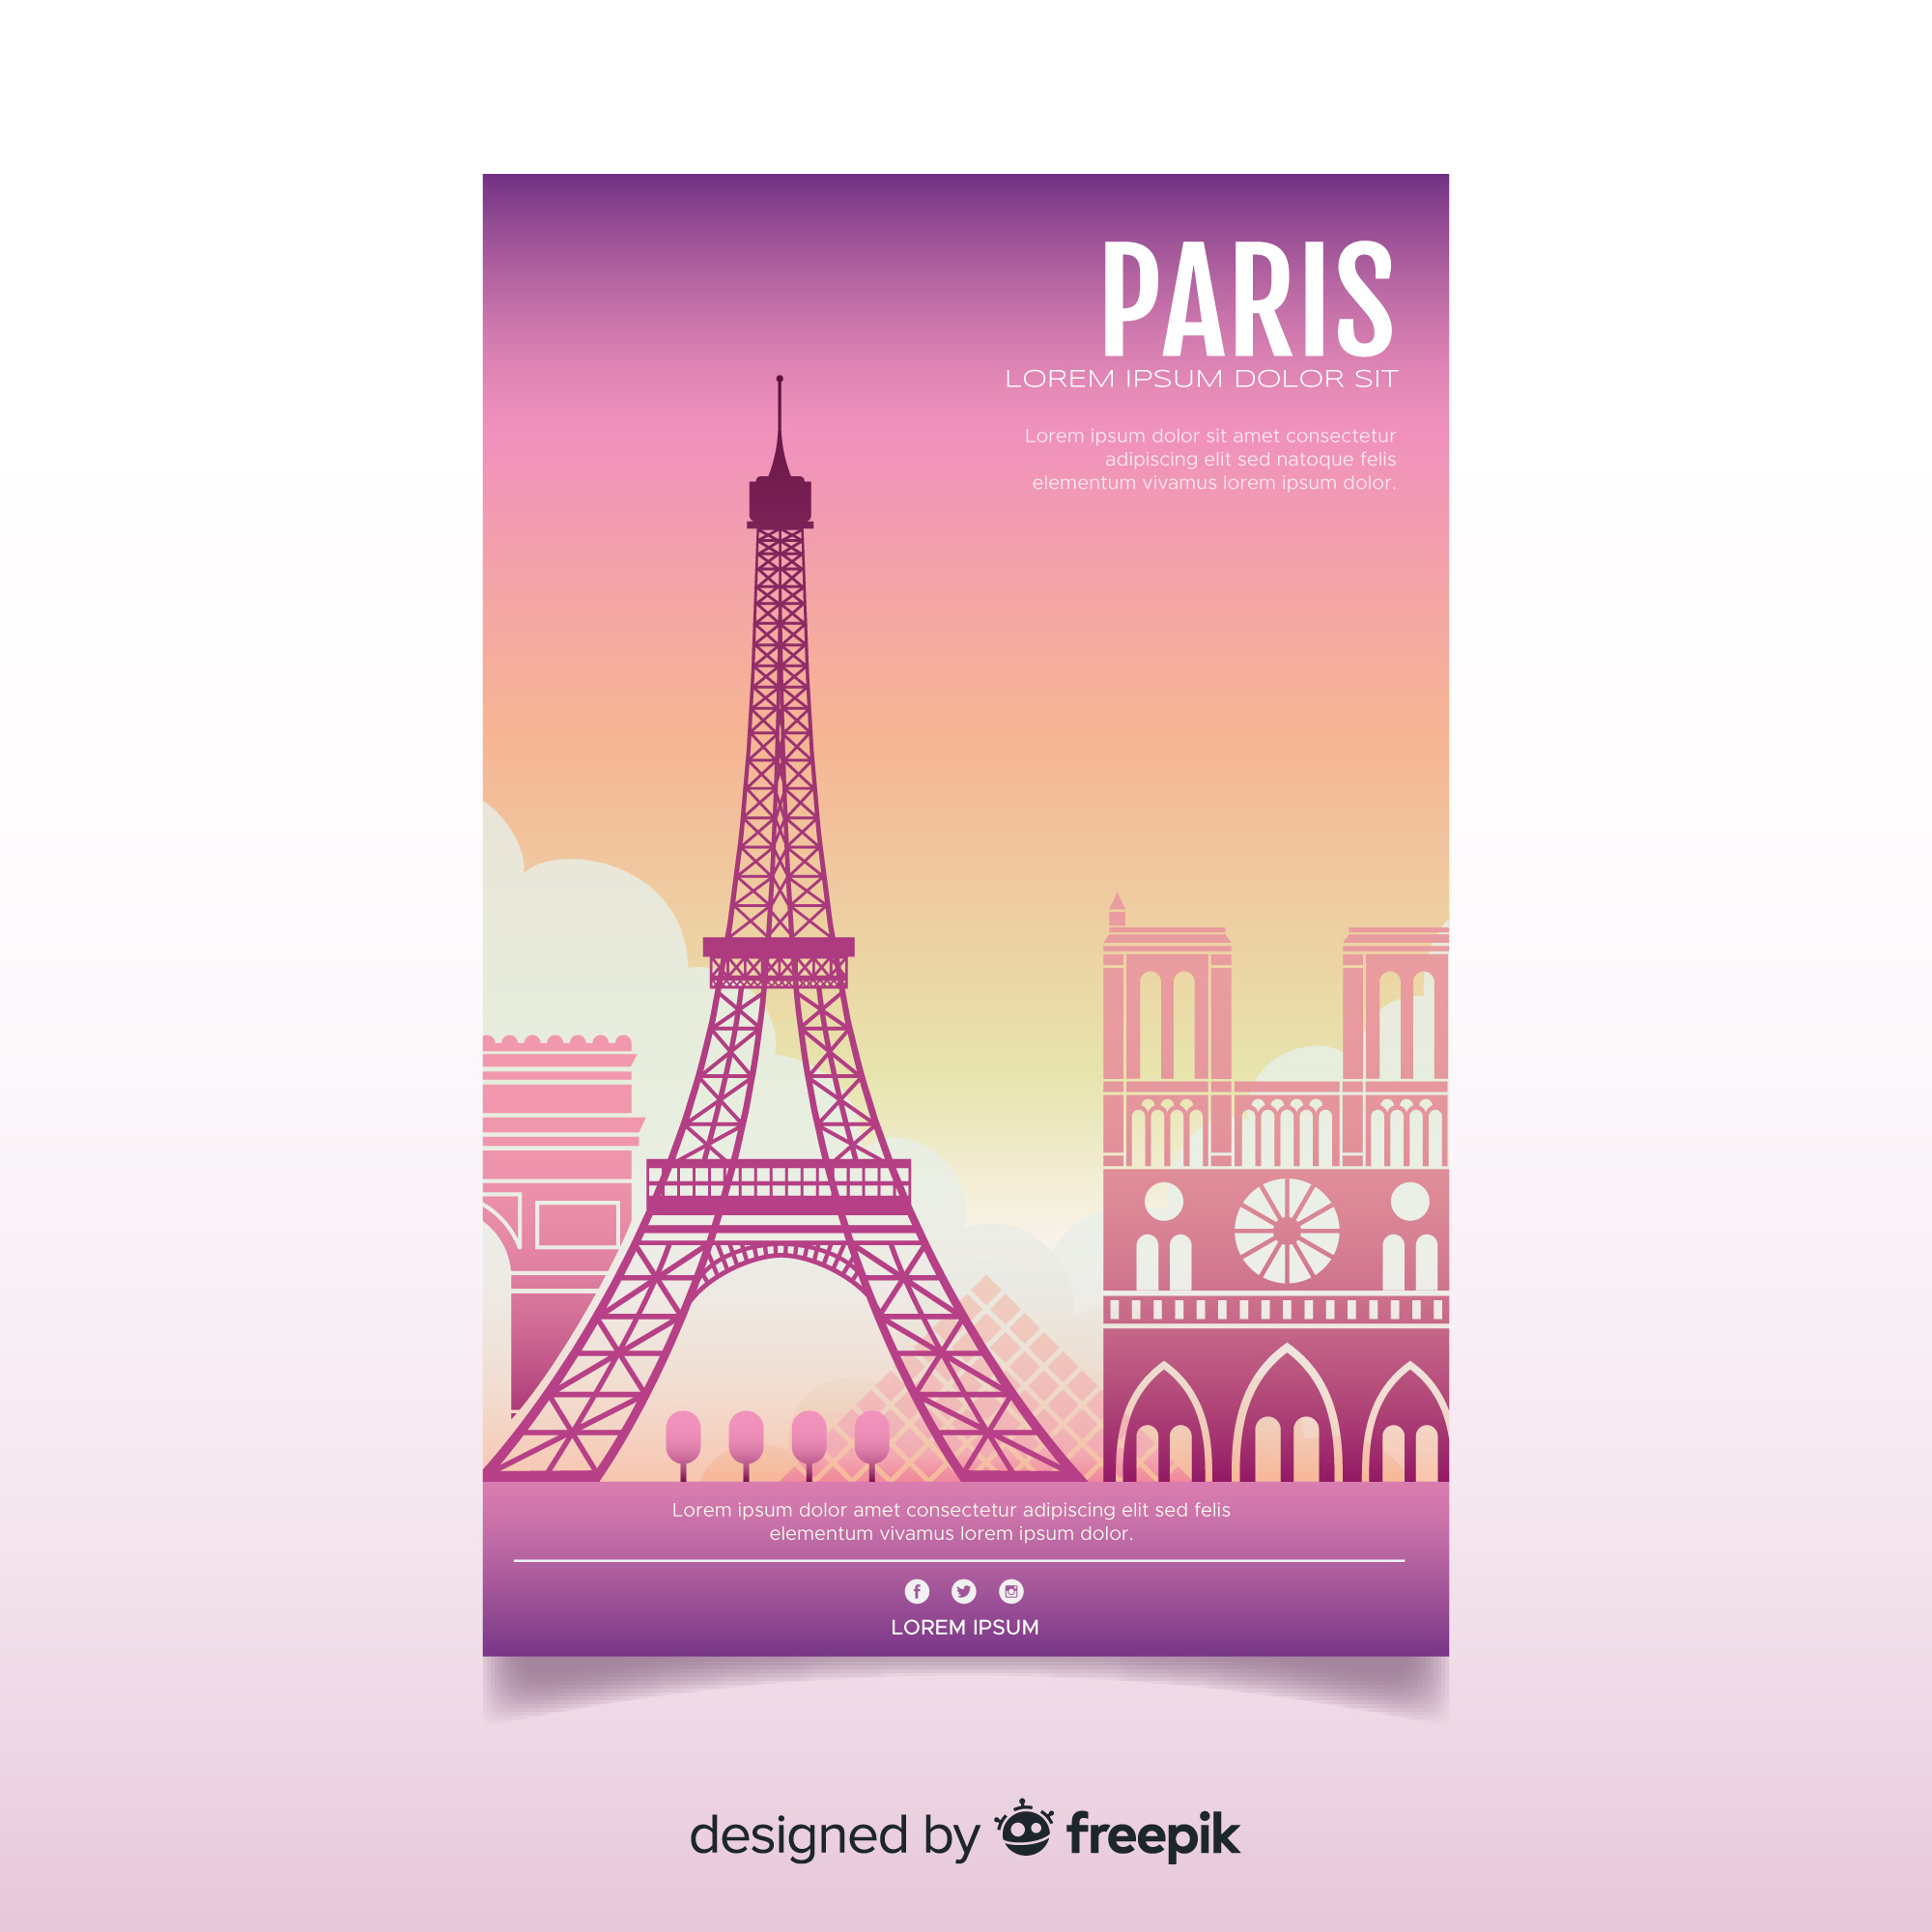 PARIS
LOREM IPSUM DOLOR SIT
Lorem ipsum dolor sit amet consectetur
adipiscing elit sed natoque felis
elementum vivamus lorem ipsum dolor.
Lorem ipsum dolor amet consectetur adipiscing elit sed felis
elementum vivamus lorem ipsum dolor.
LOREM IPSUM
designed by freepik